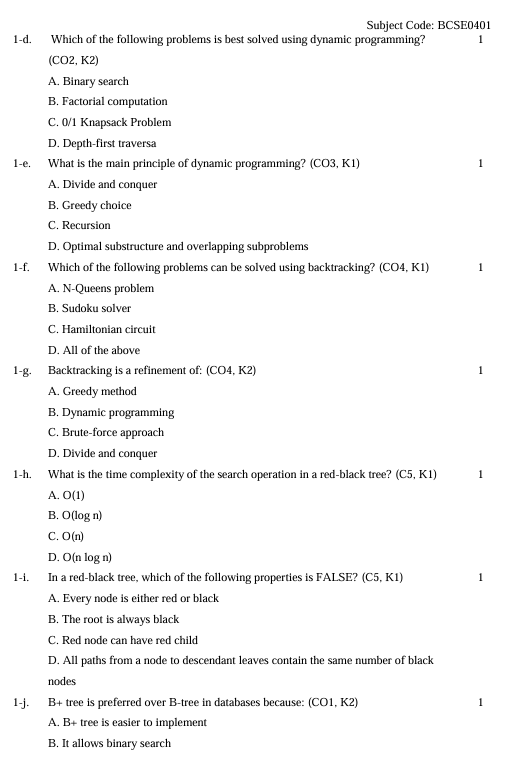 Subject Code: BCSE0401
1-d. Which of the following problems is best solved using dynamic programming? 1
(CO2, K2)
A. Binary search
B. Factorial computation
C. 0/1 Knapsack Problem
D. Depth-first traversa
1-e. What is the main principle of dynamic programming? (CO3, K1) 1
A. Divide and conquer
B. Greedy choice
C. Recursion
D. Optimal substructure and overlapping subproblems
1-f. Which of the following problems can be solved using backtracking? (CO4, K1) 1
A. N-Queens problem
B. Sudoku solver
C. Hamiltonian circuit
D. All of the above
1-g. Backtracking is a refinement of: (CO4, K2) 1
A. Greedy method
B. Dynamic programming
C. Brute-force approach
D. Divide and conquer
1-h. What is the time complexity of the search operation in a red-black tree? (C5, K1) 1
A. O(1)
B. O(log n)
C. O(n)
D. O(n log n)
1-i. In a red-black tree, which of the following properties is FALSE? (C5, K1) 1
A. Every node is either red or black
B. The root is always black
C. Red node can have red child
D. All paths from a node to descendant leaves contain the same number of black
nodes
1-j. B+ tree is preferred over B-tree in databases because: (CO1, K2) 1
A. B+ tree is easier to implement
B. It allows binary search